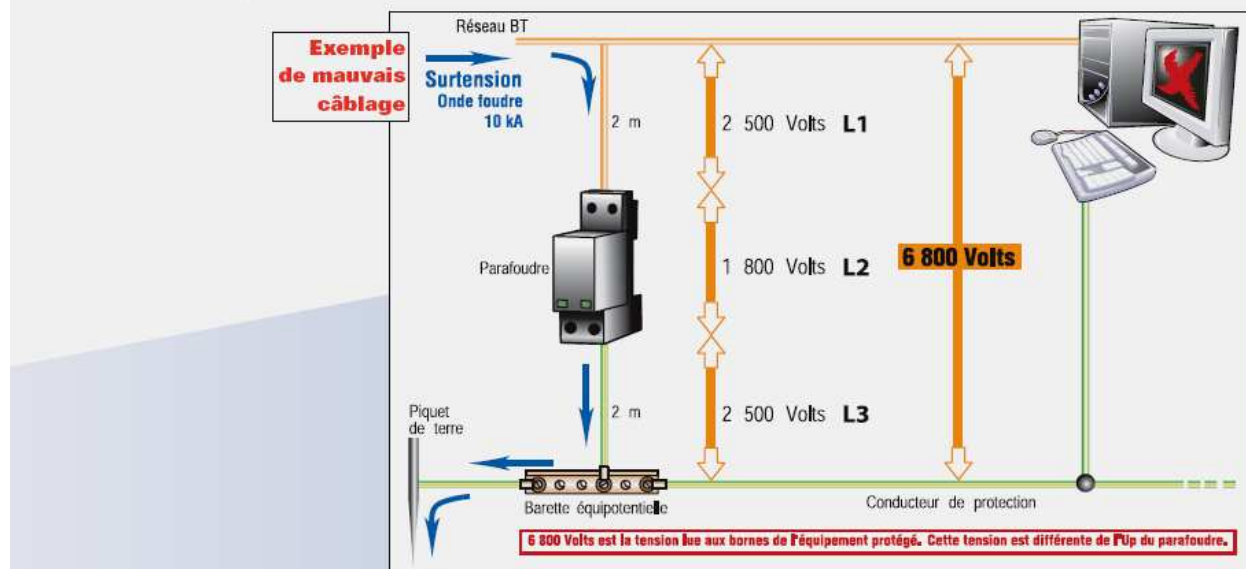 Réseau BT
Exemple
de mauvais
câblage
Surtension
Onde foudre
10 kA
2 m
2 500 Volts L1
Parafoudre
1 800 Volts L2
6 800 Volts
2 m
2 500 Volts L3
Piquet
de terre
Barette équipotentielle
Conducteur de protection
6 800 Volts est la tension lue aux bornes de l'équipement protégé. Cette tension est différente de l'Up du parafoudre.